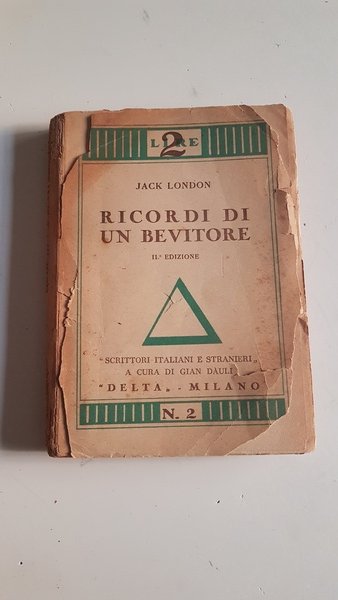 2
LIRE
JACK LONDON
RICORDI DI
UN BEVITORE
II.ª EDIZIONE
"SCRITTORI ITALIANI E STRANIERI„
A CURA DI GIAN DAULI
"DELTA„ - MILANO
N. 2